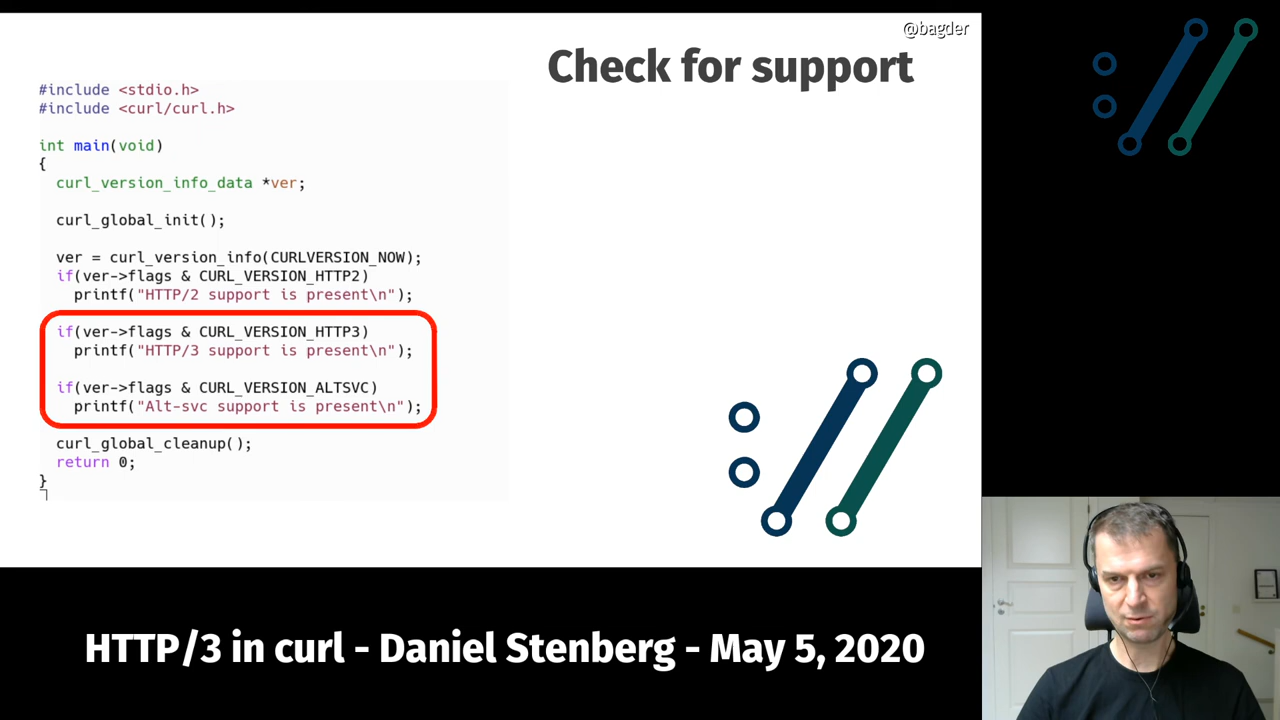 @bagder
Check for support
#include <stdio.h>
#include <curl/curl.h>
int main(void)
{
curl_version_info_data *ver;
curl_global_init();
ver = curl_version_info(CURLVERSION_NOW);
if(ver->flags & CURL_VERSION_HTTP2)
printf("HTTP/2 support is present\n");
if(ver->flags & CURL_VERSION_HTTP3)
printf("HTTP/3 support is present\n");
if(ver->flags & CURL_VERSION_ALTSVC)
printf("Alt-svc support is present\n");
curl_global_cleanup();
return 0;
}
HTTP/3 in curl - Daniel Stenberg - May 5, 2020